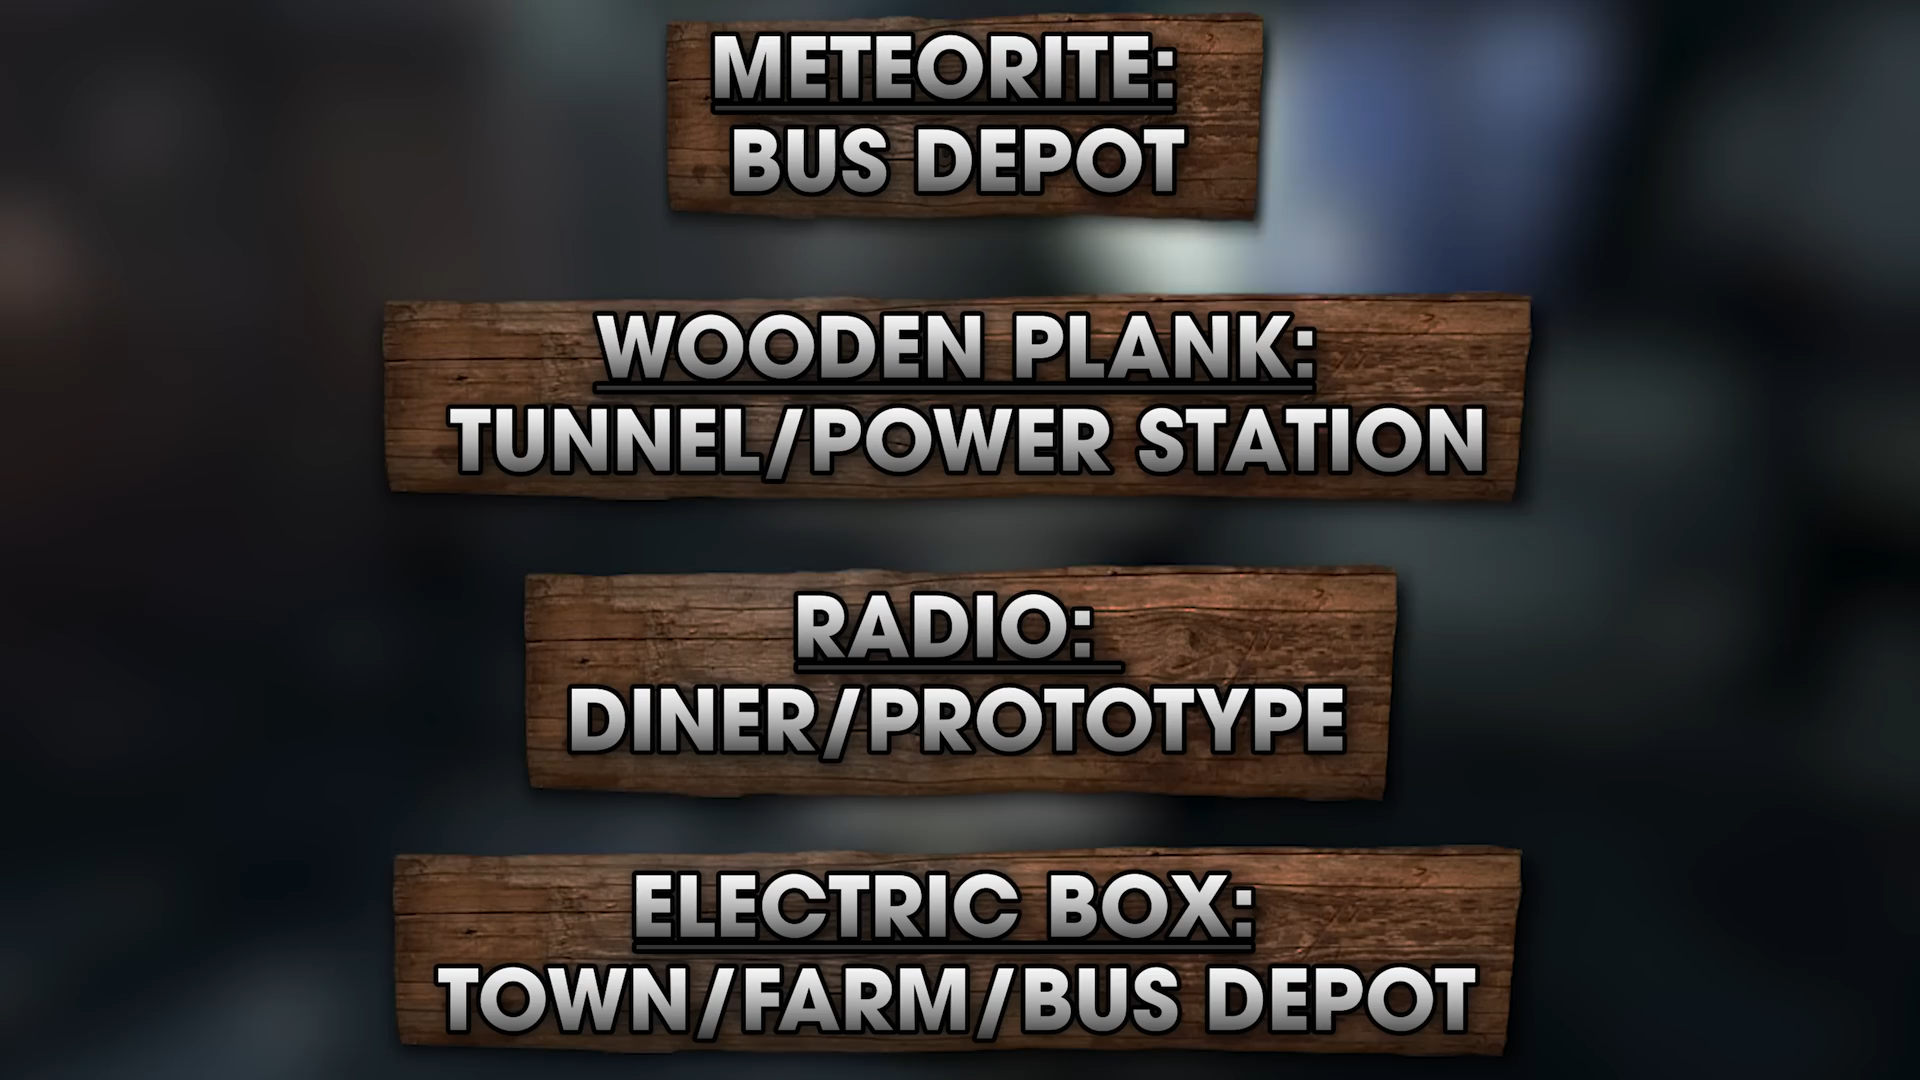 METEORITE:
BUS DEPOT
WOODEN PLANK:
TUNNEL/POWER STATION
RADIO:
DINER/PROTOTYPE
ELECTRIC BOX:
TOWN/FARM/BUS DEPOT